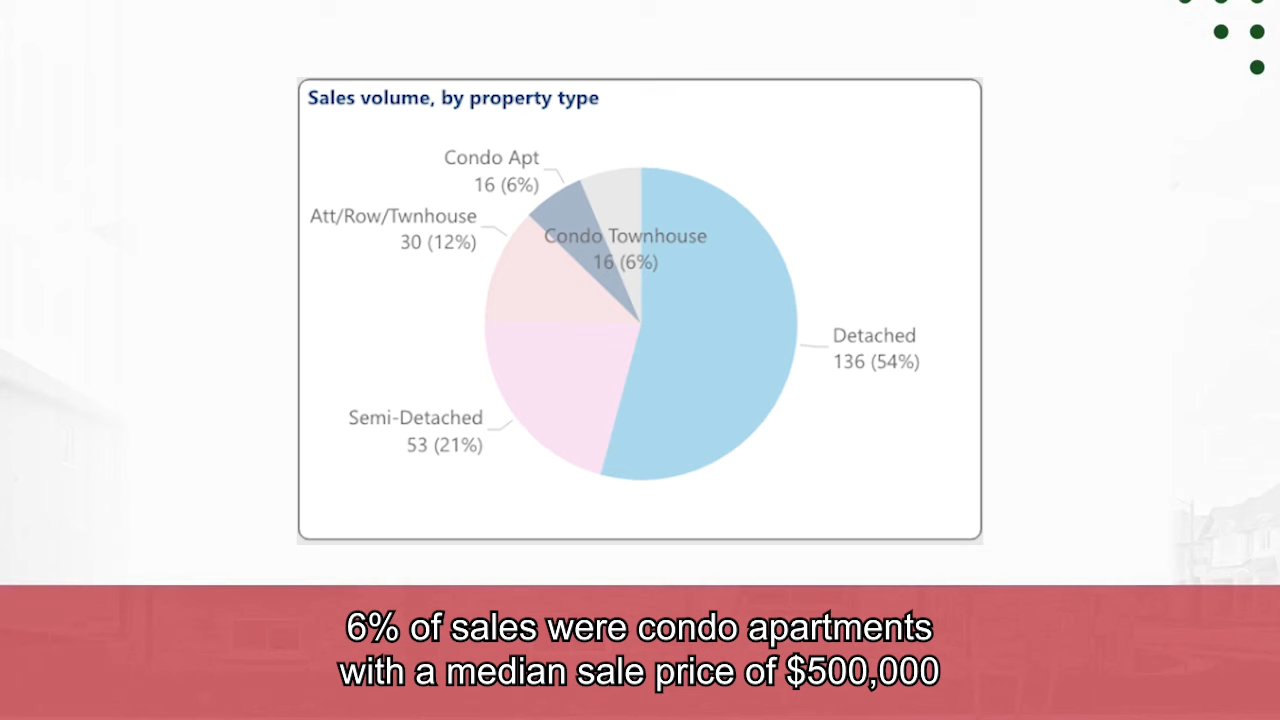 Sales volume, by property type
Condo Apt
16 (6%)
Att/Row/Twnhouse
30 (12%)
Condo Townhouse
16 (6%)
Detached
136 (54%)
Semi-Detached
53 (21%)
6% of sales were condo apartments
with a median sale price of $500,000